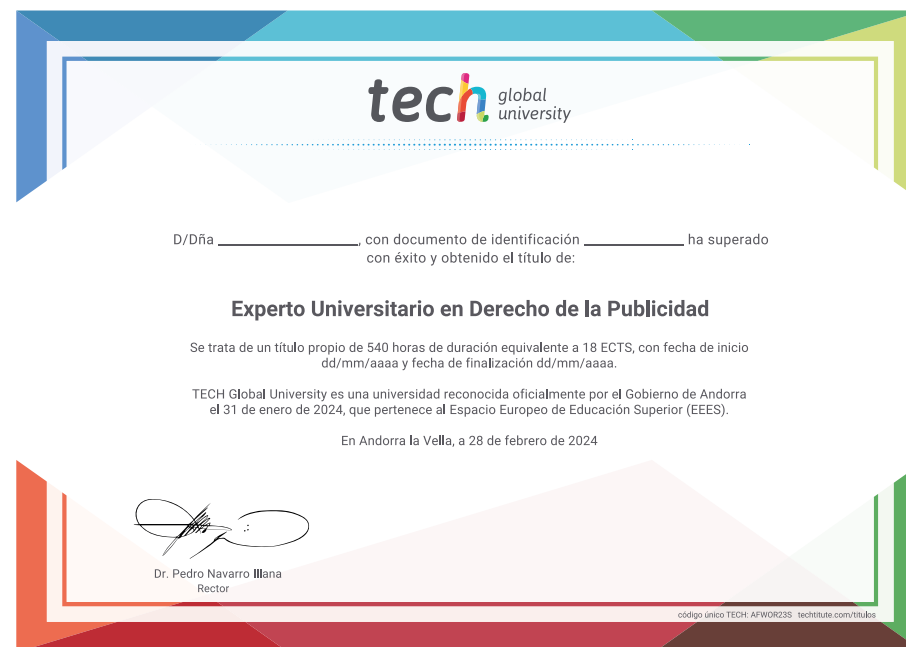 tech global university
D/Dña ____________________, con documento de identificación ______________ ha superado
con éxito y obtenido el título de:
Experto Universitario en Derecho de la Publicidad
Se trata de un título propio de 540 horas de duración equivalente a 18 ECTS, con fecha de inicio
dd/mm/aaaa y fecha de finalización dd/mm/aaaa.
TECH Global University es una universidad reconocida oficialmente por el Gobierno de Andorra
el 31 de enero de 2024, que pertenece al Espacio Europeo de Educación Superior (EEES).
En Andorra la Vella, a 28 de febrero de 2024
Dr. Pedro Navarro Illana
Rector
código único TECH: AFWOR23S techtitute.com/titulos